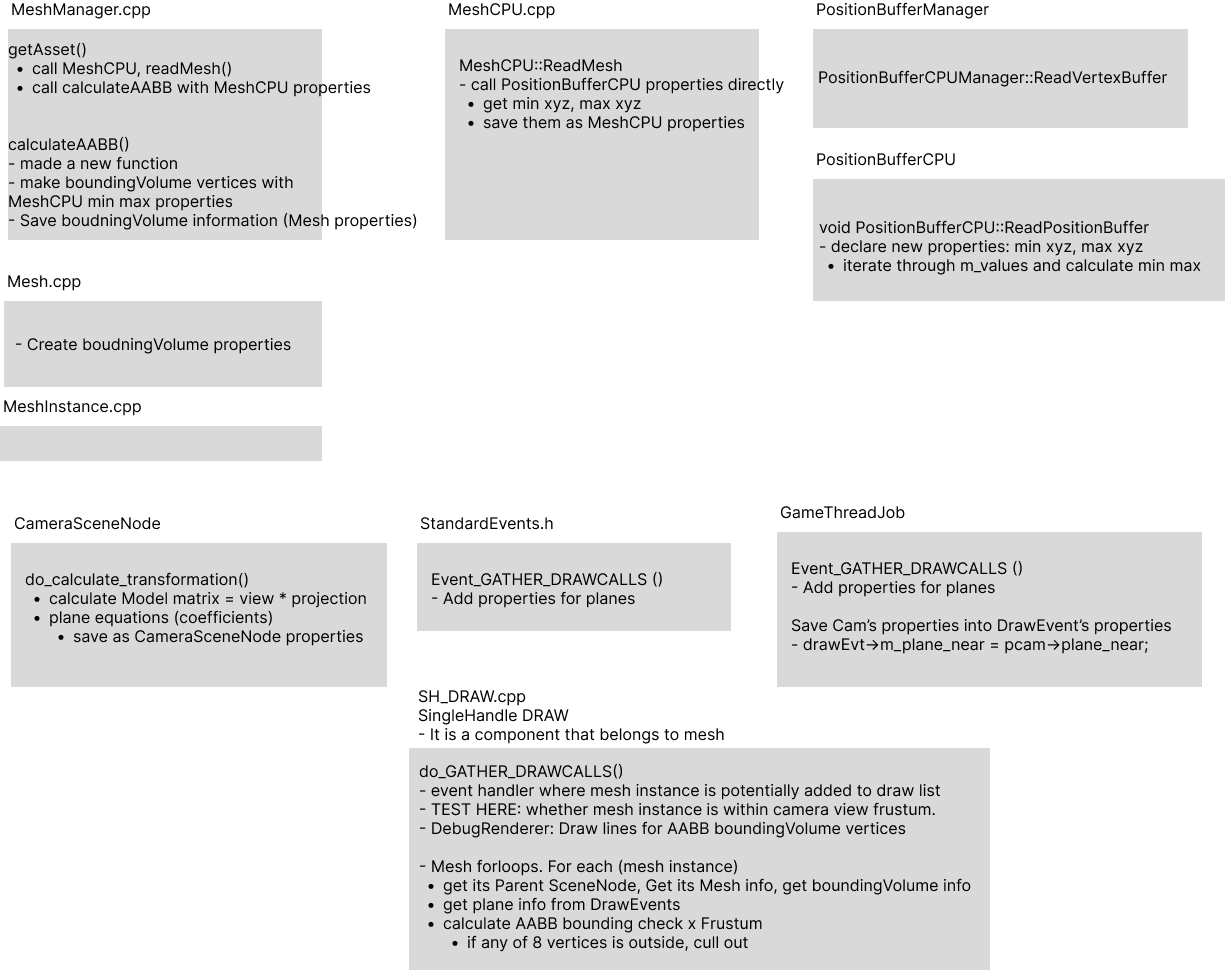 MeshManager.cpp
getAsset()
• call MeshCPU, readMesh()
• call calculateAABB with MeshCPU properties
calculateAABB()
- made a new function
- make boundingVolume vertices with
MeshCPU min max properties
- Save boudningVolume information (Mesh properties)
MeshCPU.cpp
MeshCPU::ReadMesh
- call PositionBufferCPU properties directly
• get min xyz, max xyz
• save them as MeshCPU properties
PositionBufferManager
PositionBufferCPUManager::ReadVertexBuffer
PositionBufferCPU
void PositionBufferCPU::ReadPositionBuffer
- declare new properties: min xyz, max xyz
• iterate through m_values and calculate min max
Mesh.cpp
- Create boudningVolume properties
MeshInstance.cpp
CameraSceneNode
do_calculate_transformation()
• calculate Model matrix = view * projection
• plane equations (coefficients)
• save as CameraSceneNode properties
StandardEvents.h
Event_GATHER_DRAWCALLS ()
- Add properties for planes
GameThreadJob
Event_GATHER_DRAWCALLS ()
- Add properties for planes
Save Cam’s properties into DrawEvent’s properties
- drawEvt→m_plane_near = pcam→plane_near;
SH_DRAW.cpp
SingleHandle DRAW
- It is a component that belongs to mesh
do_GATHER_DRAWCALLS()
- event handler where mesh instance is potentially added to draw list
- TEST HERE: whether mesh instance is within camera view frustum.
- DebugRenderer: Draw lines for AABB boundingVolume vertices
- Mesh forloops. For each (mesh instance)
• get its Parent SceneNode, Get its Mesh info, get boundingVolume info
• get plane info from DrawEvents
• calculate AABB bounding check x Frustum
• if any of 8 vertices is outside, cull out